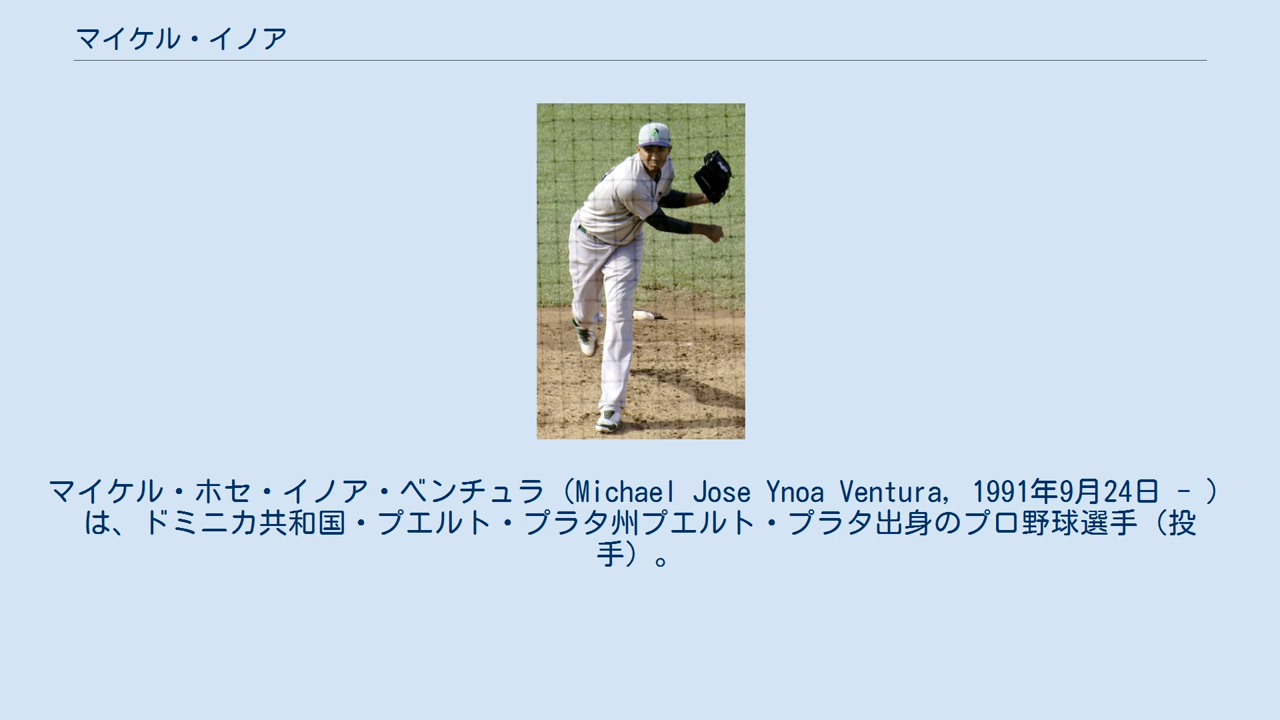 マイケル・イノア
マイケル・ホセ・イノア・ベンチュラ（Michael Jose Ynoa Ventura, 1991年9月24日 - ）
は、ドミニカ共和国・プエルト・プラタ州プエルト・プラタ出身のプロ野球選手（投
手）。